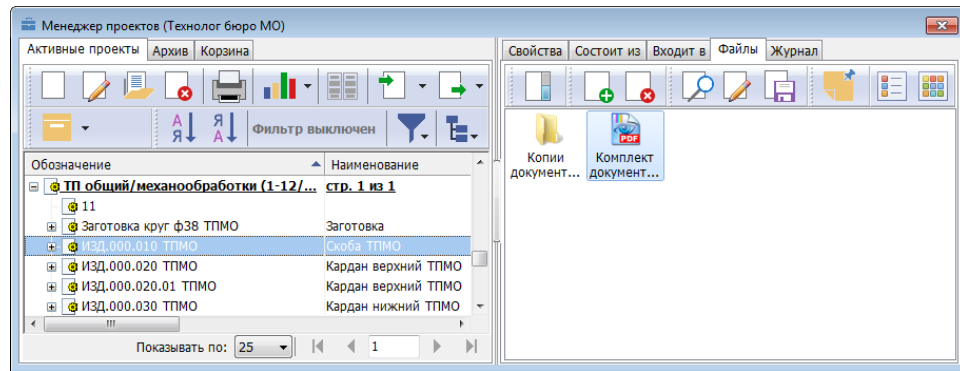 Менеджер проектов (Технолог бюро МО)
Активные проекты Архив Корзина
Свойства Состоит из Входит в Файлы Журнал
А Я Я А Фильтр выключен
Обозначение Наименование
ТП общий/механообработки (1-12/... стр. 1 из 1
11
Заготовка круг ф38 ТПМО Заготовка
ИЗД.000.010 ТПМО Скоба ТПМО
ИЗД.000.020 ТПМО Кардан верхний ТПМО
ИЗД.000.020.01 ТПМО Кардан верхний ТПМО
ИЗД.000.030 ТПМО Кардан нижний ТПМО
Показывать по: 25 1
PDF
Копии Комплект
документ... документ...